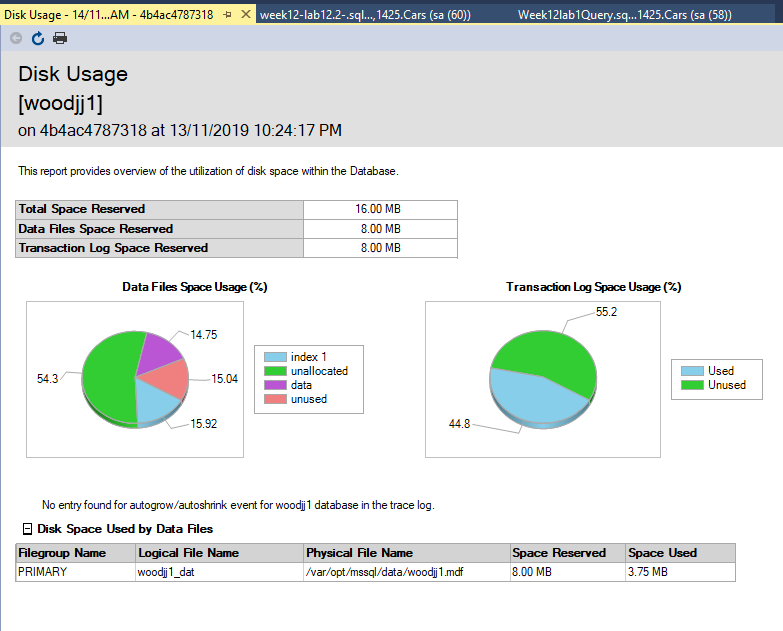 Disk Usage - 14/11...AM - 4b4ac4787318
week12-lab12.2-.sql...,1425.Cars (sa (60))
Week12lab1Query.sq...1425.Cars (sa (58))
Disk Usage
[woodjj1]
on 4b4ac4787318 at 13/11/2019 10:24:17 PM
This report provides overview of the utilization of disk space within the Database.
Total Space Reserved 16.00 MB
Data Files Space Reserved 8.00 MB
Transaction Log Space Reserved 8.00 MB
Data Files Space Usage (%)
14.75
54.3
15.04
15.92
index 1
unallocated
data
unused
Transaction Log Space Usage (%)
55.2
44.8
Used
Unused
No entry found for autogrow/autoshrink event for woodjj1 database in the trace log.
Disk Space Used by Data Files
Filegroup Name Logical File Name Physical File Name Space Reserved Space Used
PRIMARY woodjj1_dat /var/opt/mssql/data/woodjj1.mdf 8.00 MB 3.75 MB